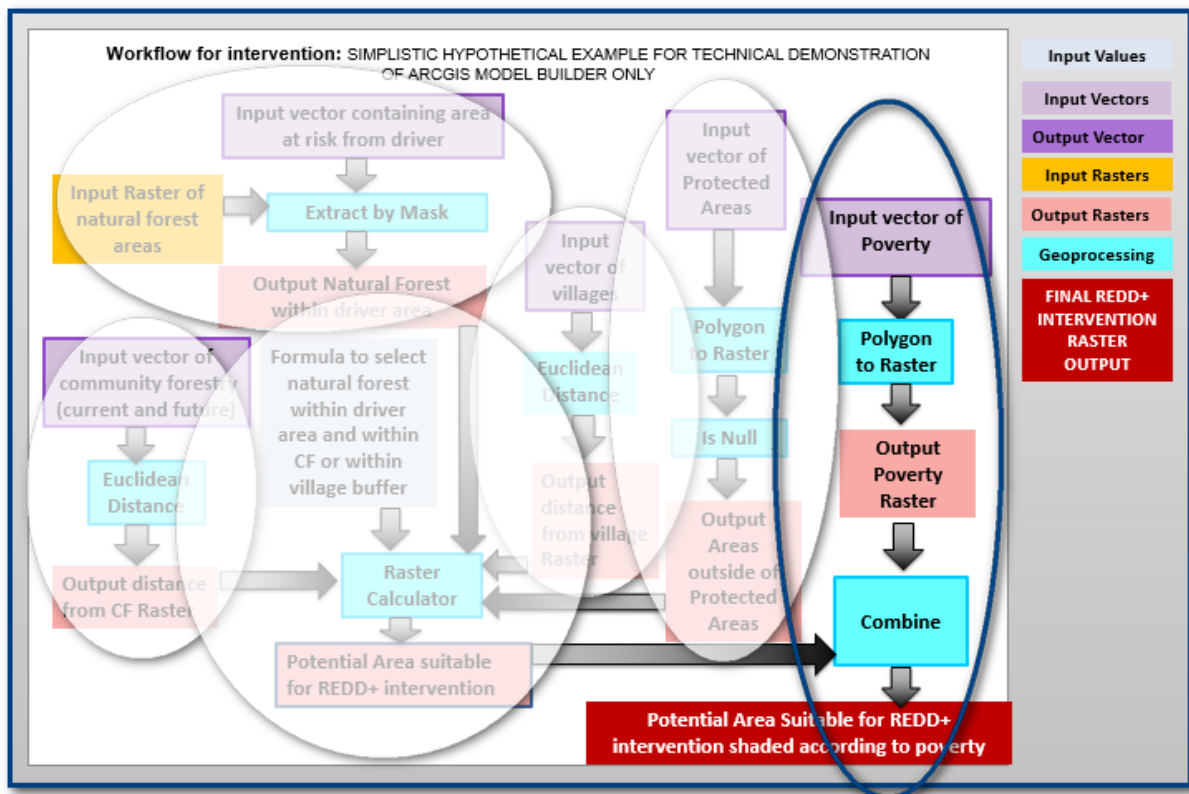 Workflow for intervention: SIMPLISTIC HYPOTHETICAL EXAMPLE FOR TECHNICAL DEMONSTRATION
OF ARCGIS MODEL BUILDER ONLY
Input vector containing area
at risk from driver
Input Raster of
natural forest
areas
Extract by Mask
Output Natural Forest
within driver area
Input vector of
community forestry
(current and future)
Euclidean
Distance
Output distance
from CF Raster
Formula to select
natural forest
within driver
area and within
CF or within
village buffer
Raster
Calculator
Potential Area suitable
for REDD+ intervention
Input
vector of
villages
Euclidean
Distance
Output
distance
from village
Raster
Input
vector of
Protected
Areas
Polygon
to Raster
Is Null
Output
Areas
outside of
Protected
Areas
Input vector of
Poverty
Polygon
to Raster
Output
Poverty
Raster
Combine
Potential Area Suitable for REDD+
intervention shaded according to poverty
Input Values
Input Vectors
Output Vector
Input Rasters
Output Rasters
Geoprocessing
FINAL REDD+
INTERVENTION
RASTER
OUTPUT